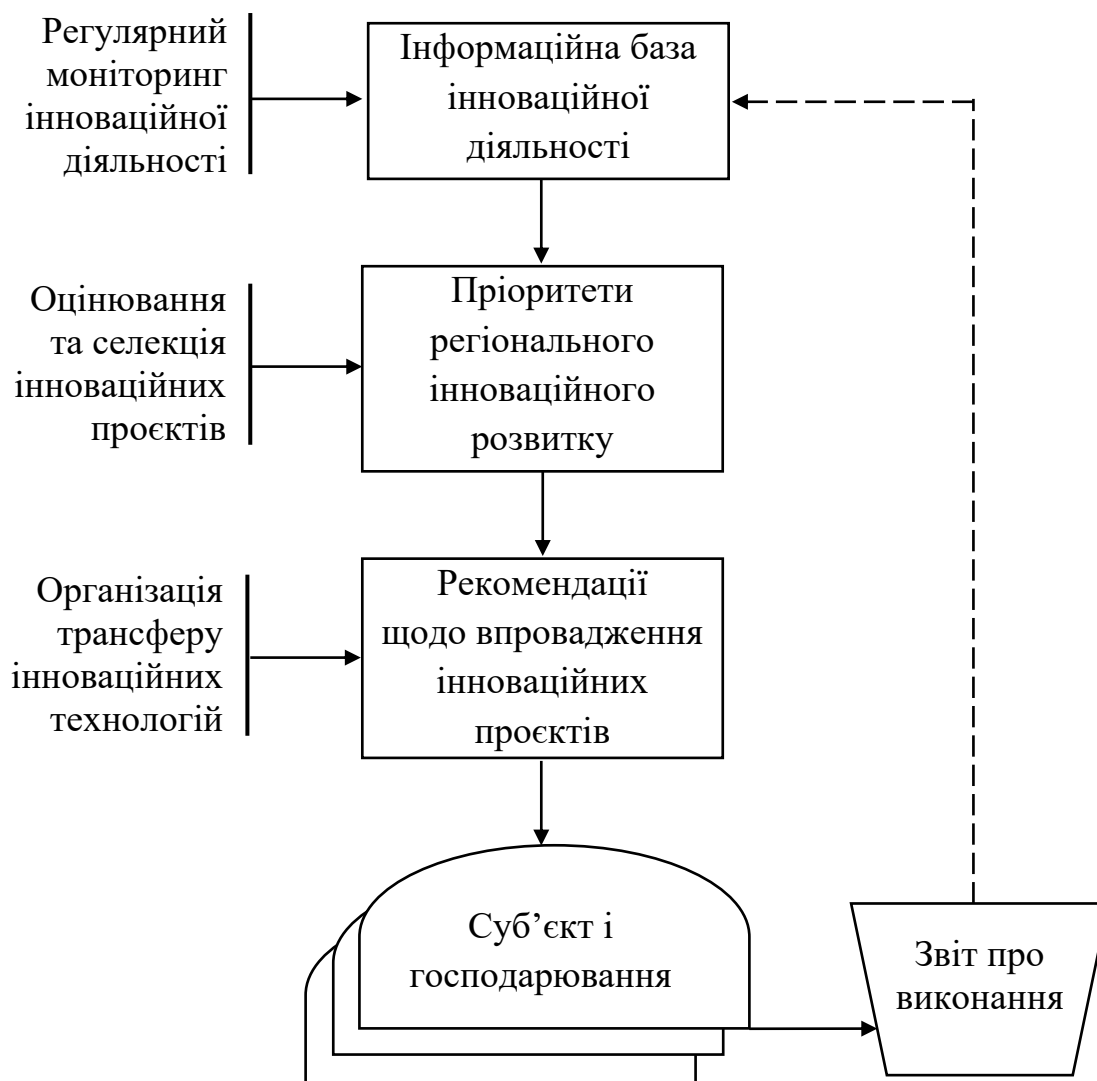 Регулярний
моніторинг
інноваційної
діяльності
Інформаційна база
інноваційної
діяльності
Оцінювання
та селекція
інноваційних
проєктів
Пріоритети
регіонального
інноваційного
розвитку
Організація
трансферу
інноваційних
технологій
Рекомендації
щодо впровадження
інноваційних
проєктів
Суб’єкт і
господарювання
Звіт про
виконання